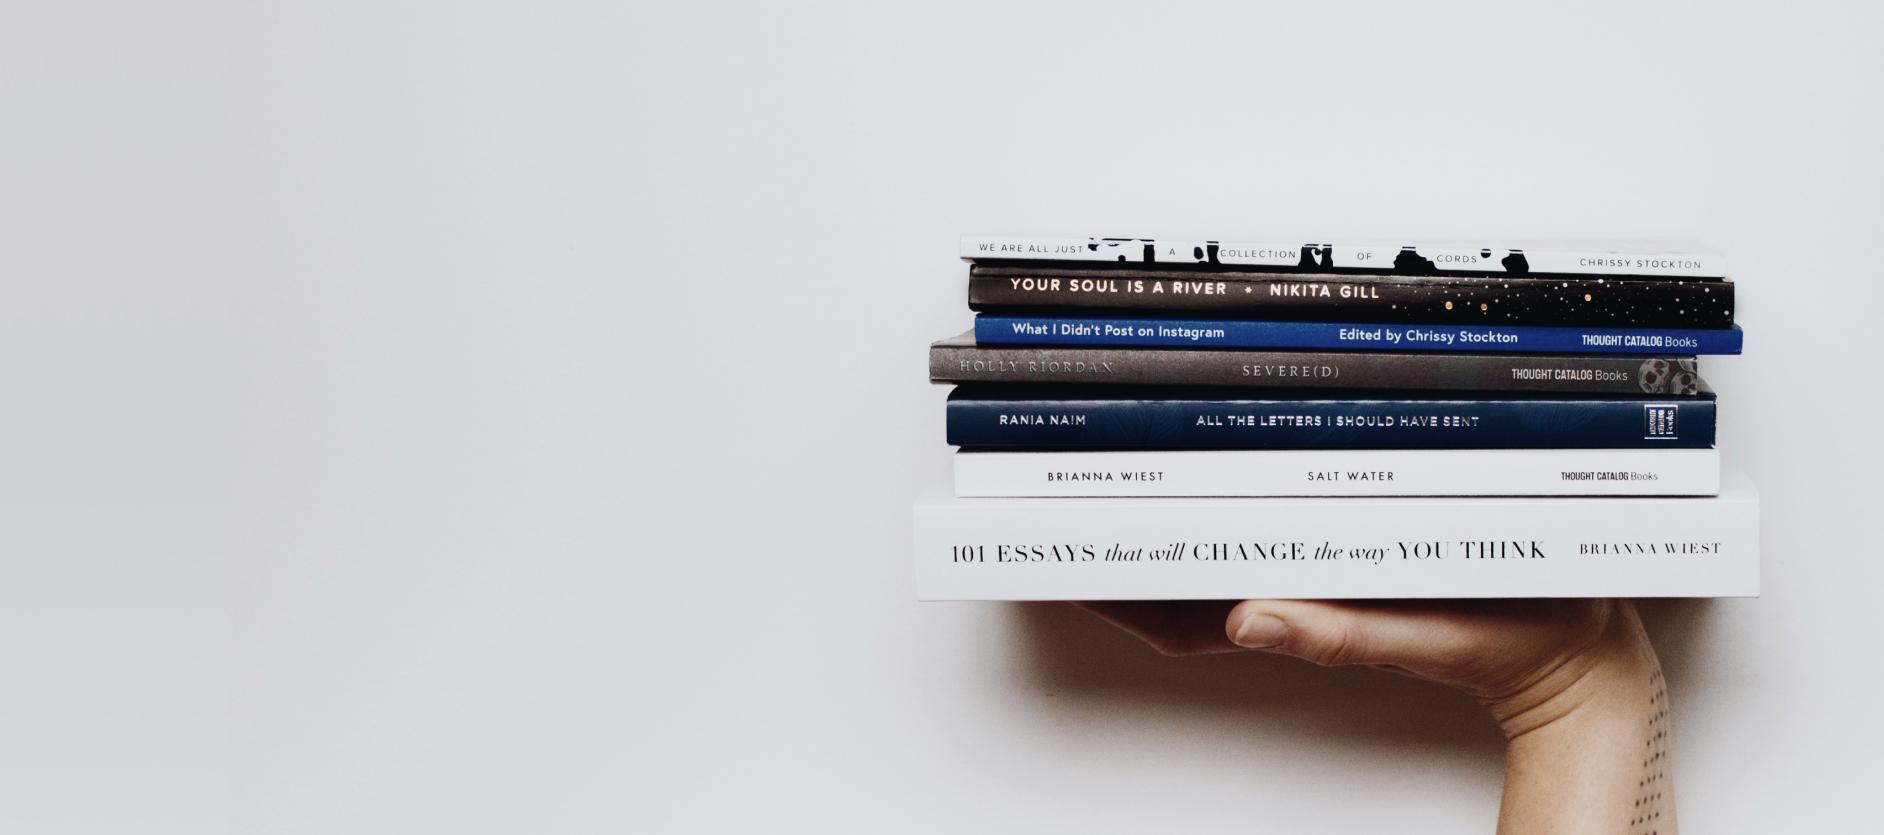 WE ARE ALL JUST A COLLECTION OF CORDS CHRISSY STOCKTON
YOUR SOUL IS A RIVER * NIKITA GILL
What I Didn't Post on Instagram Edited by Chrissy Stockton THOUGHT CATALOG Books
HOLLY RIORDAN SEVERE(D) THOUGHT CATALOG Books
RANIA NAIM ALL THE LETTERS I SHOULD HAVE SENT THOUGHT CATALOG Books
BRIANNA WIEST SALT WATER THOUGHT CATALOG Books
101 ESSAYS that will CHANGE the way YOU THINK BRIANNA WIEST